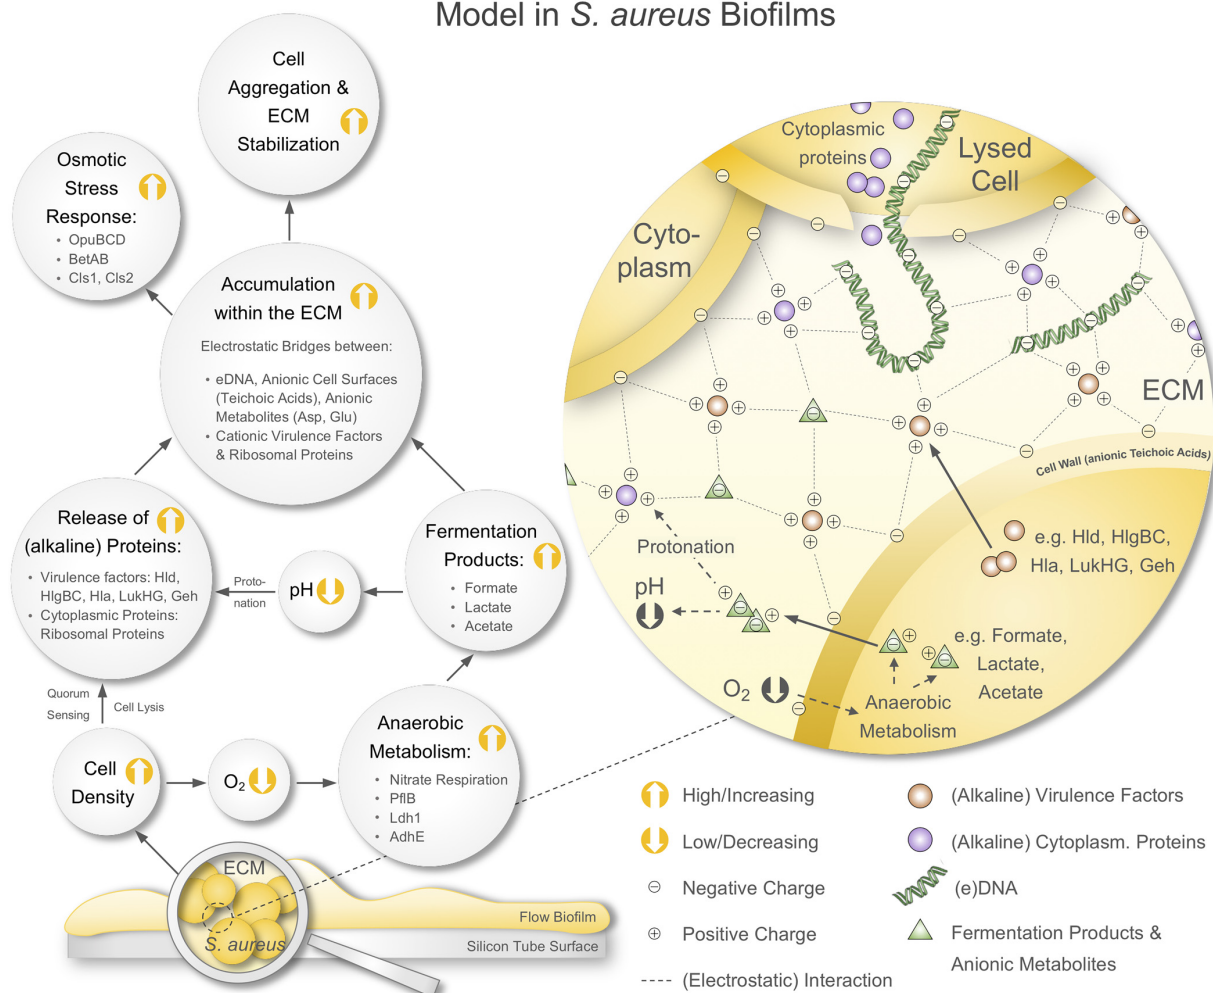 Model in S. aureus Biofilms
Cell
Aggregation &
ECM
Stabilization
Osmotic
Stress
Response:
• OpuBCD
• BetAB
• Cls1, Cls2
Accumulation
within the ECM
Electrostatic Bridges between:
• eDNA, Anionic Cell Surfaces
(Teichoic Acids), Anionic
Metabolites (Asp, Glu)
• Cationic Virulence Factors
& Ribosomal Proteins
Release of
(alkaline) Proteins:
• Virulence factors: Hld,
HlgBC, Hla, LukHG, Geh
• Cytoplasmic Proteins:
Ribosomal Proteins
Proto-
nation
pH
Fermentation
Products:
• Formate
• Lactate
• Acetate
Quorum
Sensing
Cell Lysis
Cell
Density
O₂
Anaerobic
Metabolism:
• Nitrate Respiration
• PflB
• Ldh1
• AdhE
ECM
S. aureus
Flow Biofilm
Silicon Tube Surface
Cytoplasmic
proteins
Lysed
Cell
Cyto-
plasm
ECM
Cell Wall (anionic Teichoic Acids)
Protonation
pH
e.g. Hld, HlgBC,
Hla, LukHG, Geh
e.g. Formate,
Lactate,
Acetate
O₂
Anaerobic
Metabolism
High/Increasing
Low/Decreasing
Negative Charge
Positive Charge
(Electrostatic) Interaction
(Alkaline) Virulence Factors
(Alkaline) Cytoplasm. Proteins
(e)DNA
Fermentation Products &
Anionic Metabolites